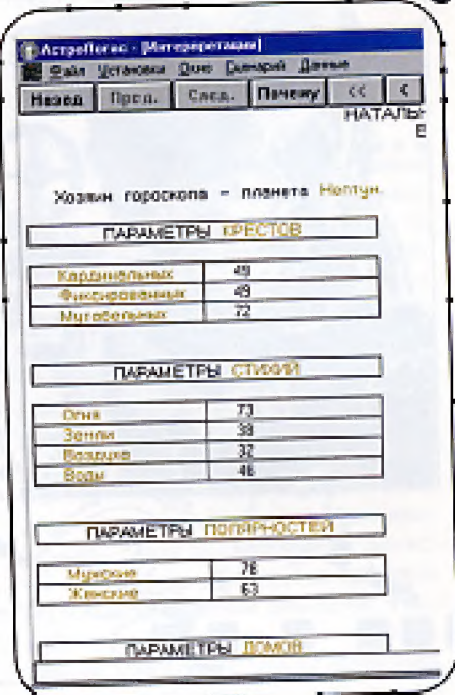 АстроЛогис - [Интерпретации]
Файл Установки Окно Сценарий Данные
Назад Пред. След. Почему << <
НАТАЛЬН
Е
Хозяин гороскопа - планета Нептун.
ПАРАМЕТРЫ КРЕСТОВ
Кардинальных 49
Фиксированных 49
Мутабельных 72
ПАРАМЕТРЫ СТИХИЙ
Огня 73
Земли 38
Воздуха 32
Воды 46
ПАРАМЕТРЫ ПОЛЯРНОСТЕЙ
Мужские 76
Женские 63
ПАРАМЕТРЫ ДОМОВ